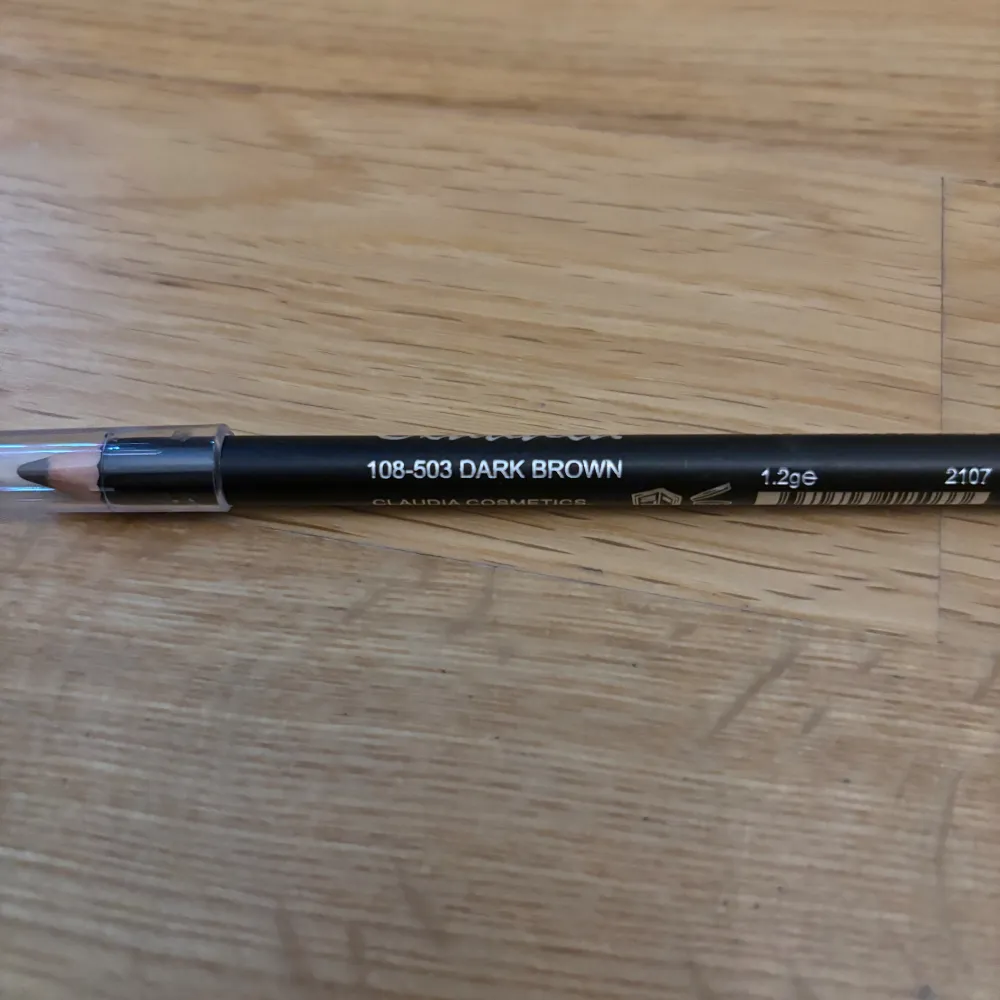 108-503 DARK BROWN 1.2g℮ 2107
CLAUDIA COSMETICS